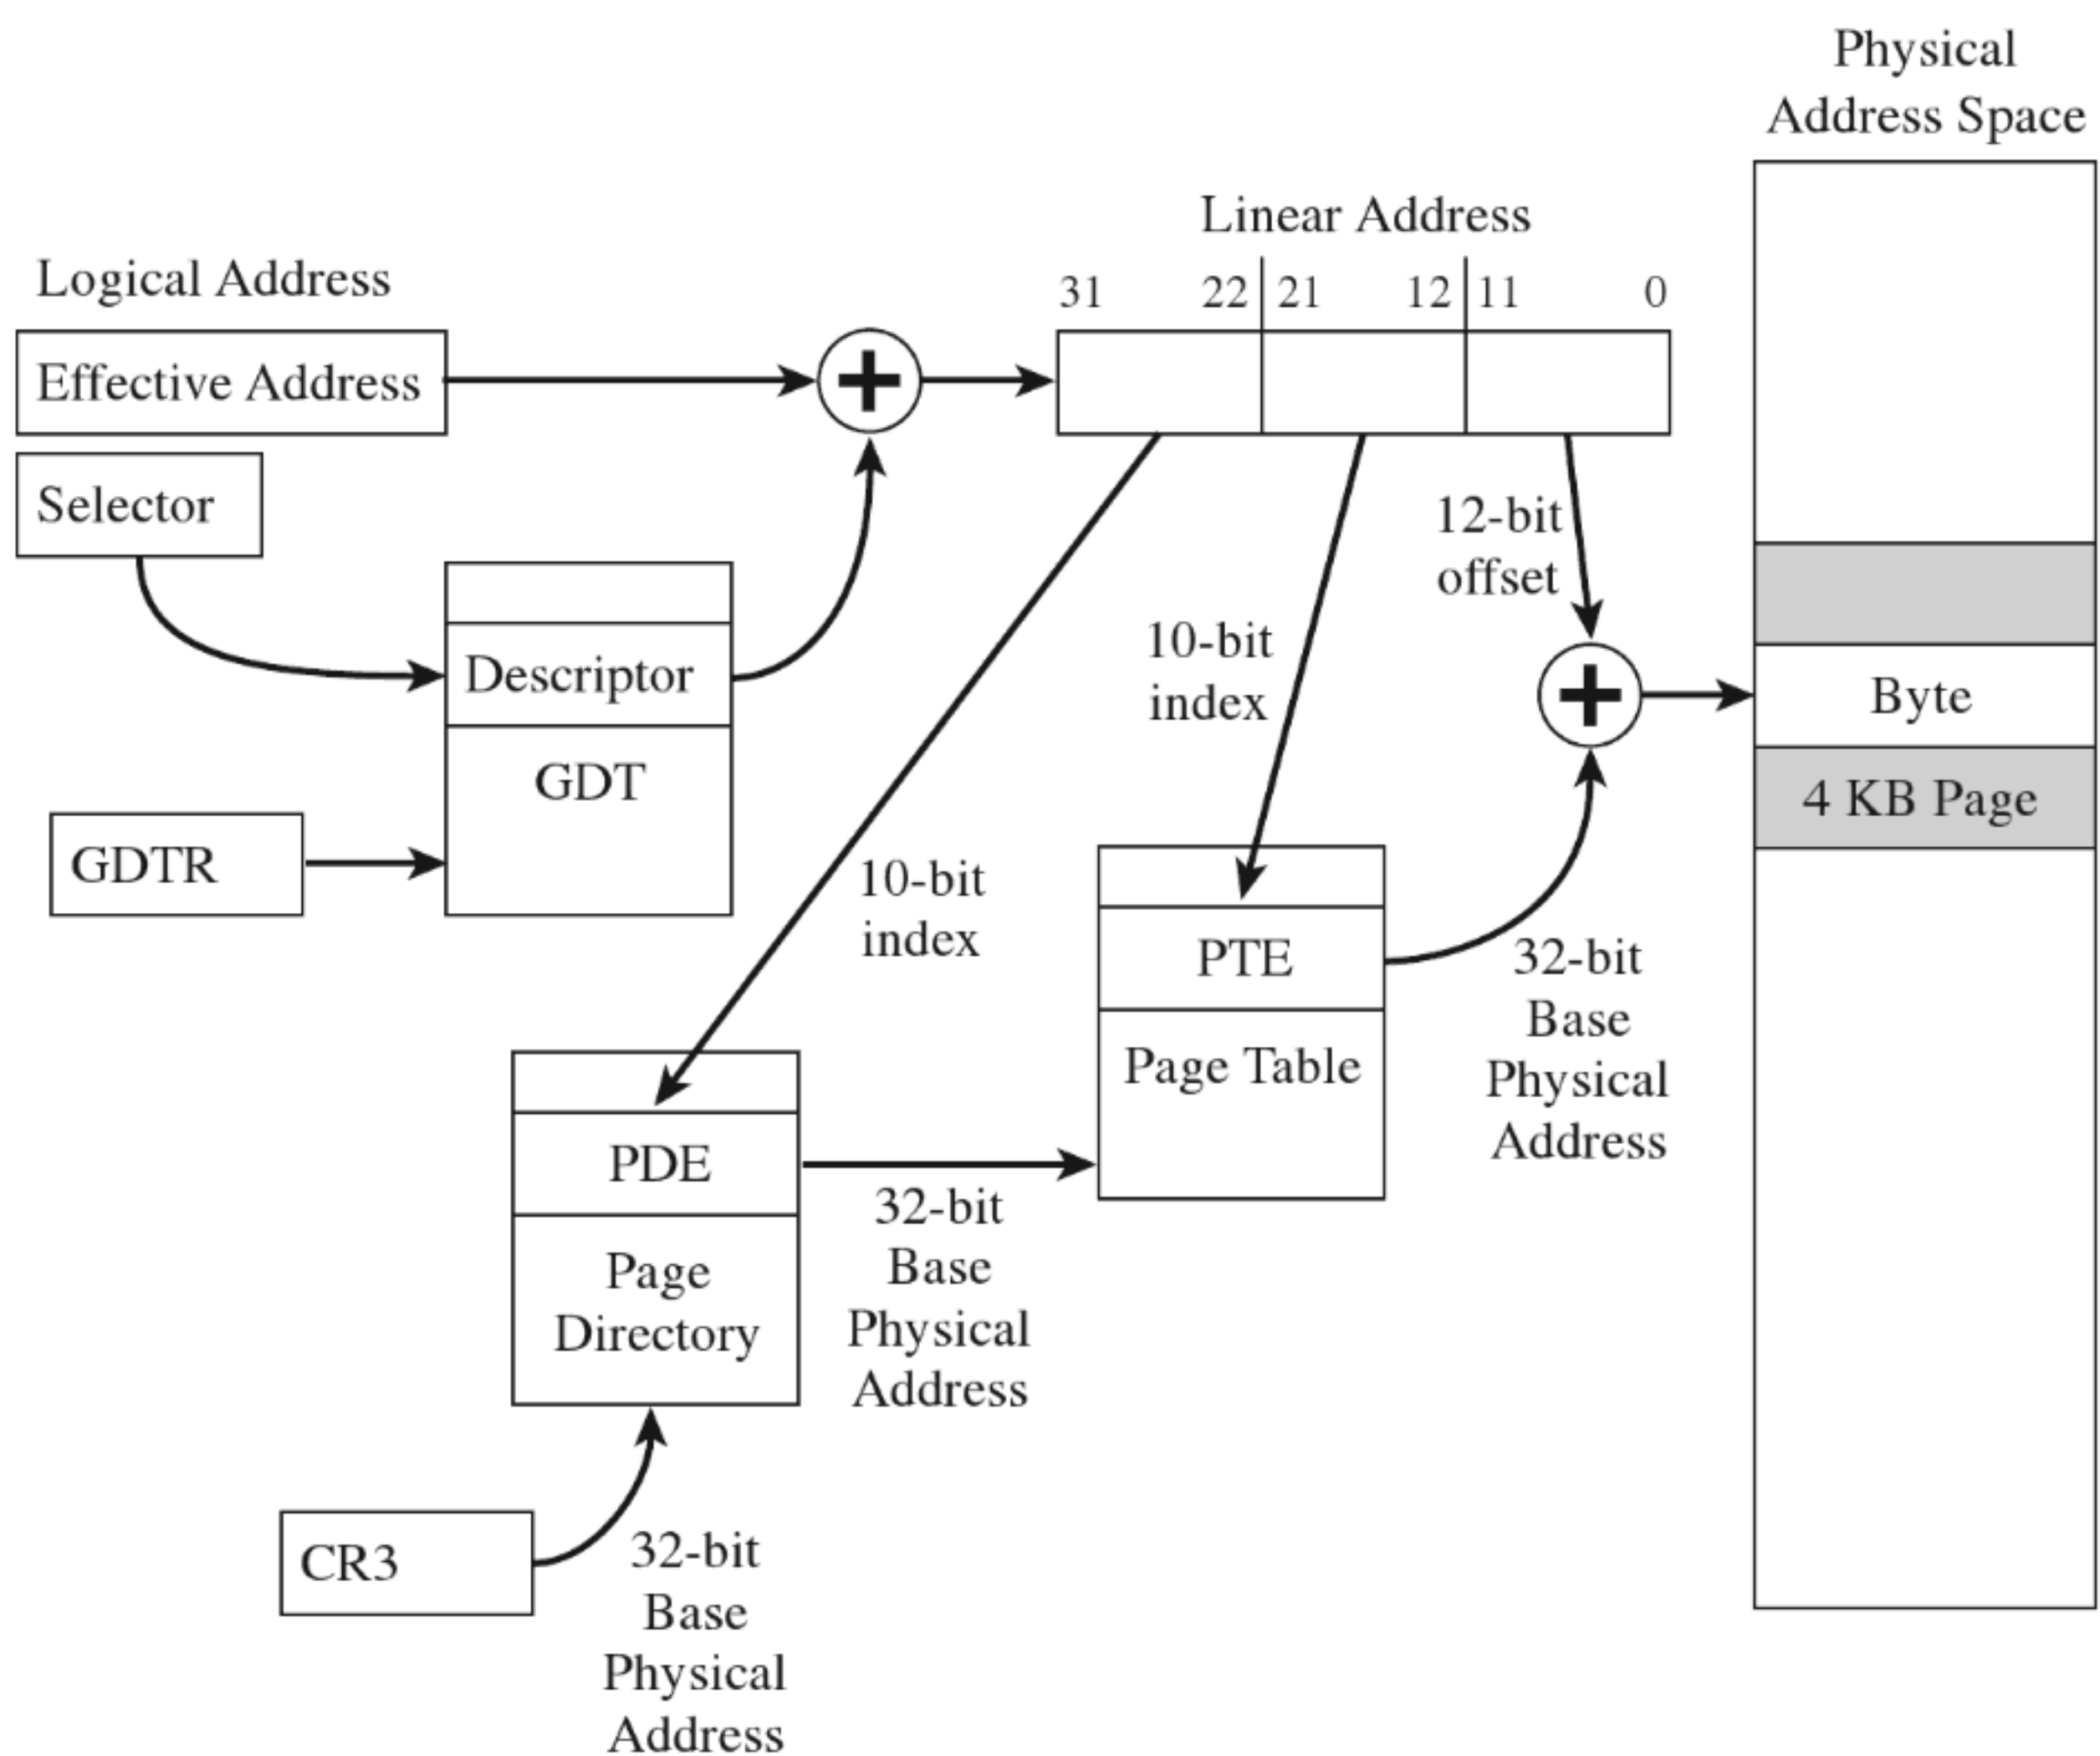 Physical
Address Space
Linear Address
31 22 21 12 11 0
Logical Address
Effective Address
Selector
12-bit
offset
10-bit
index
Descriptor
Byte
GDT
4 KB Page
GDTR
10-bit
index
PTE
32-bit
Base
Physical
Address
Page Table
PDE
32-bit
Base
Physical
Address
Page
Directory
CR3
32-bit
Base
Physical
Address